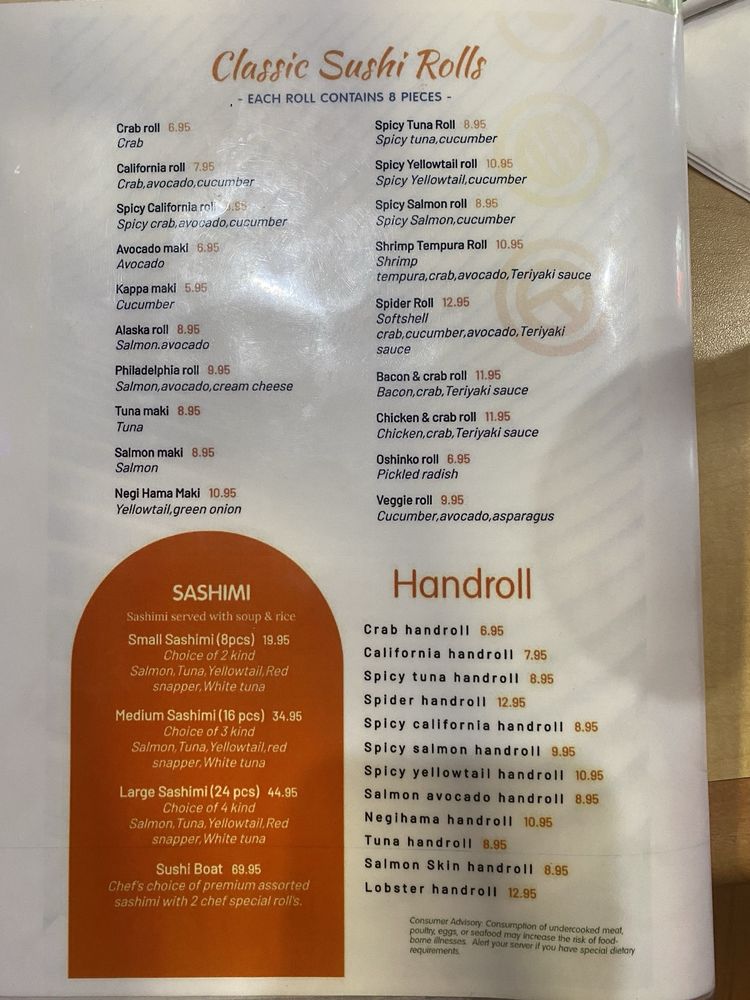 Classic Sushi Rolls
- EACH ROLL CONTAINS 8 PIECES -
Crab roll 6.95
Crab
California roll 7.95
Crab,avocado,cucumber
Spicy California roll
Spicy crab,avocado,cucumber
Avocado maki 6.95
Avocado
Kappa maki 5.95
Cucumber
Alaska roll 8.95
Salmon.avocado
Philadelphia roll 9.95
Salmon,avocado,cream cheese
Tuna maki 8.95
Tuna
Salmon maki 8.95
Salmon
Negi Hama Maki 10.95
Yellowtail,green onion
Spicy Tuna Roll 8.95
Spicy tuna,cucumber
Spicy Yellowtail roll 10.95
Spicy Yellowtail,cucumber
Spicy Salmon roll 8.95
Spicy Salmon,cucumber
Shrimp Tempura Roll 10.95
Shrimp
tempura,crab,avocado,Teriyaki sauce
Spider Roll 12.95
Softshell
crab,cucumber,avocado,Teriyaki
sauce
Bacon & crab roll 11.95
Bacon,crab,Teriyaki sauce
Chicken & crab roll 11.95
Chicken,crab,Teriyaki sauce
Oshinko roll 6.95
Pickled radish
Veggie roll 9.95
Cucumber,avocado,asparagus
SASHIMI
Sashimi served with soup & rice
Small Sashimi (8pcs) 19.95
Choice of 2 kind
Salmon,Tuna,Yellowtail,Red
snapper,White tuna
Medium Sashimi (16 pcs) 34.95
Choice of 3 kind
Salmon,Tuna,Yellowtail,red
snapper,White tuna
Large Sashimi (24 pcs) 44.95
Choice of 4 kind
Salmon,Tuna,Yellowtail,Red
snapper,White tuna
Sushi Boat 69.95
Chef's choice of premium assorted
sashimi with 2 chef special roll's.
Handroll
Crab handroll 6.95
California handroll 7.95
Spicy tuna handroll 8.95
Spider handroll 12.95
Spicy california handroll 8.95
Spicy salmon handroll 9.95
Spicy yellowtail handroll 10.95
Salmon avocado handroll 8.95
Negihama handroll 10.95
Tuna handroll 8.95
Salmon Skin handroll 8.95
Lobster handroll 12.95
Consumer Advisory: Consumption of undercooked meat,
poultry, eggs, or seafood may increase the risk of food-
borne illnesses. Alert your server if you have special dietary
requirements.